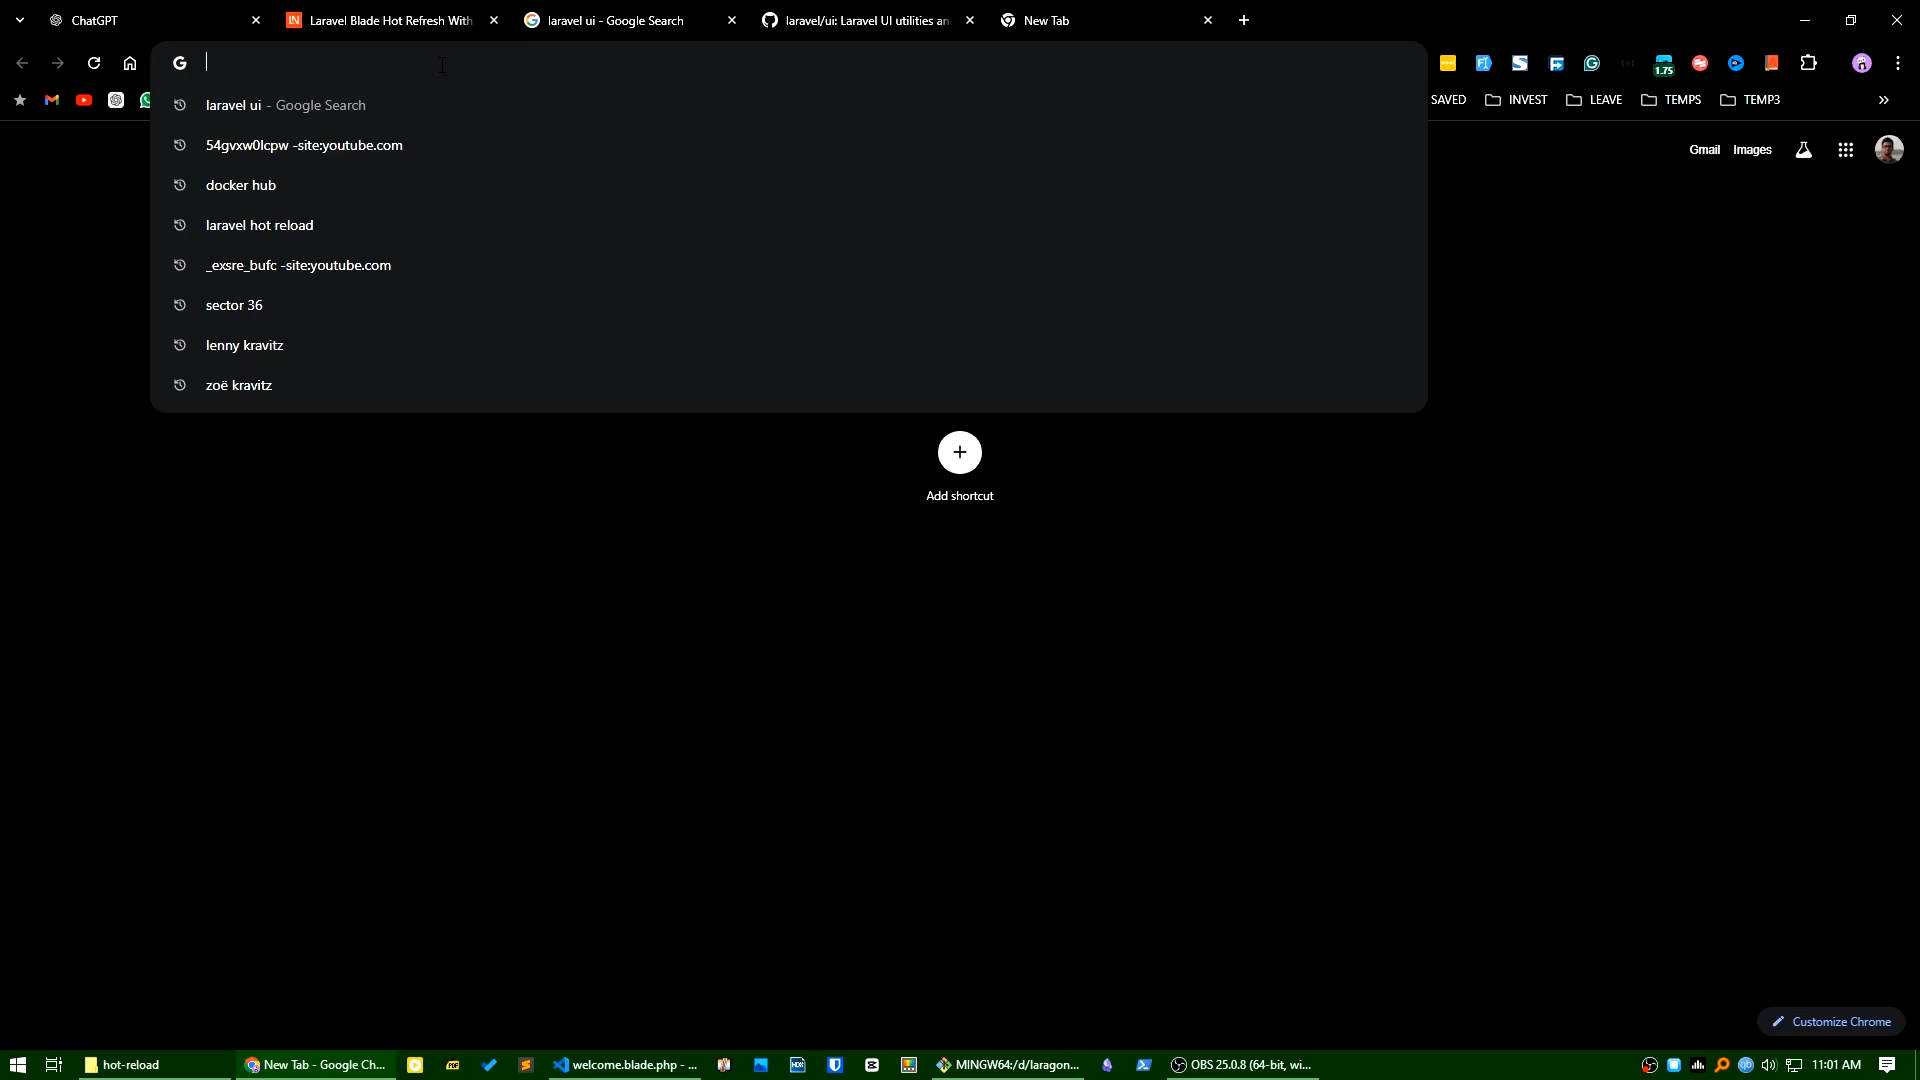 ChatGPT
Laravel Blade Hot Refresh With
laravel ui - Google Search
laravel/ui: Laravel UI utilities an
New Tab
laravel ui - Google Search
54gvxw0lcpw -site:youtube.com
docker hub
laravel hot reload
_exsre_bufc -site:youtube.com
sector 36
lenny kravitz
zoë kravitz
1.75
SAVED
INVEST
LEAVE
TEMPS
TEMP3
Gmail
Images
Add shortcut
Customize Chrome
hot-reload
New Tab - Google Ch...
welcome.blade.php - ...
MINGW64:/d/laragon...
OBS 25.0.8 (64-bit, wi...
11:01 AM